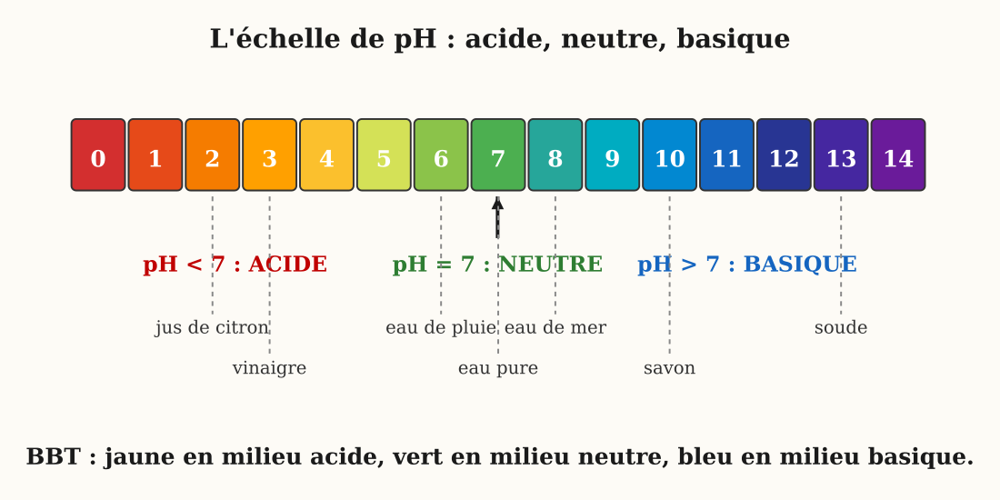 L'échelle de pH : acide, neutre, basique
0 1 2 3 4 5 6 7 8 9 10 11 12 13 14
pH < 7 : ACIDE pH = 7 : NEUTRE pH > 7 : BASIQUE
jus de citron eau de pluie eau de mer soude
vinaigre eau pure savon
BBT : jaune en milieu acide, vert en milieu neutre, bleu en milieu basique.